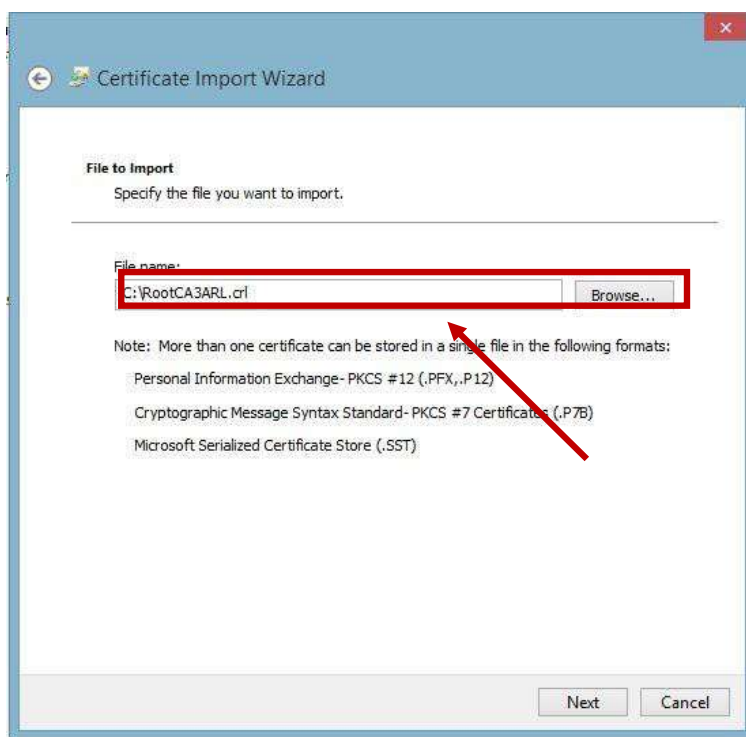 Certificate Import Wizard
File to Import
Specify the file you want to import.
File name:
C:\RootCA3ARL.crl
Browse...
Note: More than one certificate can be stored in a single file in the following formats:
Personal Information Exchange- PKCS #12 (.PFX,.P12)
Cryptographic Message Syntax Standard- PKCS #7 Certificates (.P7B)
Microsoft Serialized Certificate Store (.SST)
Next
Cancel